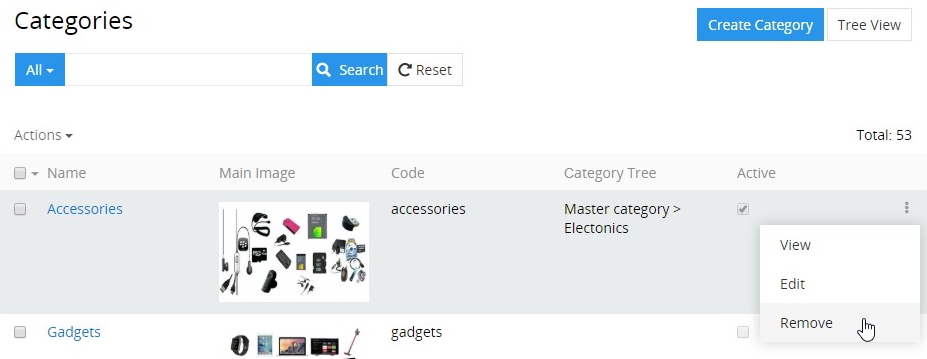 Categories
Create Category
Tree View
All
Search
Reset
Actions
Total: 53
Name Main Image Code Category Tree Active
Accessories accessories Master category >
Electonics
View
Edit
Remove
Gadgets gadgets